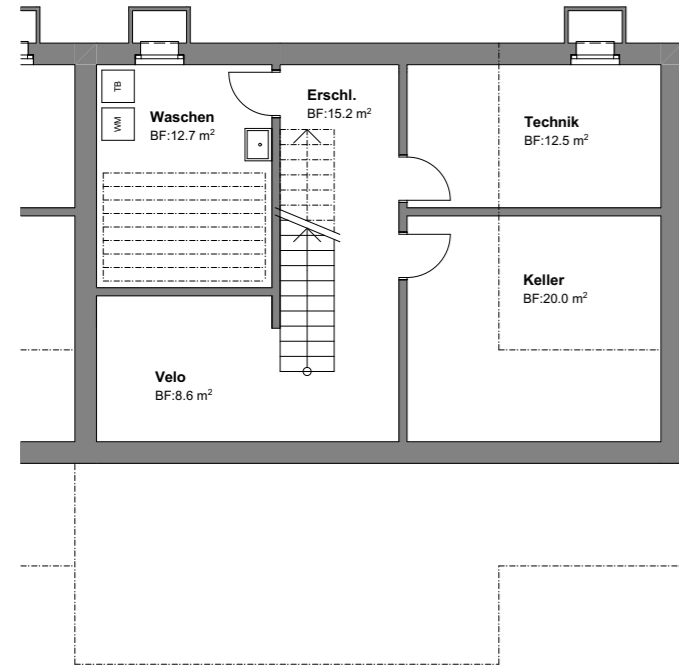 TB
WM
Waschen
BF:12.7 m²
Erschl.
BF:15.2 m²
Technik
BF:12.5 m²
Keller
BF:20.0 m²
Velo
BF:8.6 m²